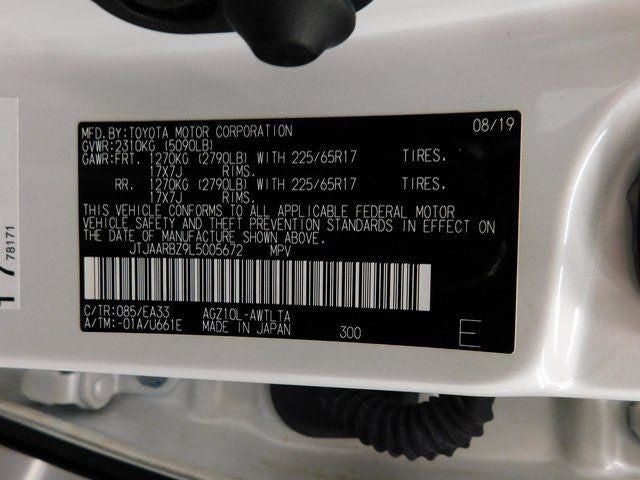 MFD.BY:TOYOTA MOTOR CORPORATION 08/19
GVWR:2310KG (5090LB)
GAWR:FRT. 1270KG (2790LB) WITH 225/65R17 TIRES.
17X7J RIMS.
RR. 1270KG (2790LB) WITH 225/65R17 TIRES.
17X7J RIMS.
THIS VEHICLE CONFORMS TO ALL APPLICABLE FEDERAL MOTOR
VEHICLE SAFETY AND THEFT PREVENTION STANDARDS IN EFFECT ON
THE DATE OF MANUFACTURE SHOWN ABOVE.
JTJAARBZ9L5005672 MPV
C/TR:085/EA33 AGZ10L-AWTLTA
A/TM:-01A/U661E MADE IN JAPAN 300 E
78171